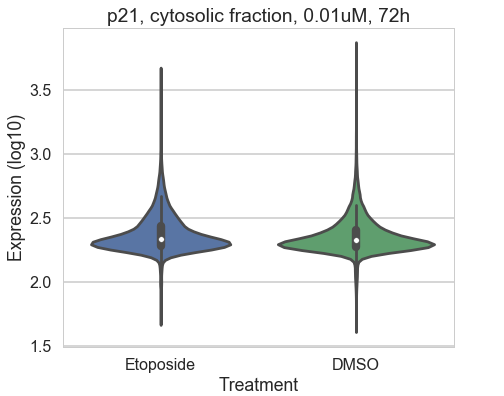 p21, cytosolic fraction, 0.01uM, 72h
Expression (log10)
3.5
3.0
2.5
2.0
1.5
Etoposide DMSO
Treatment